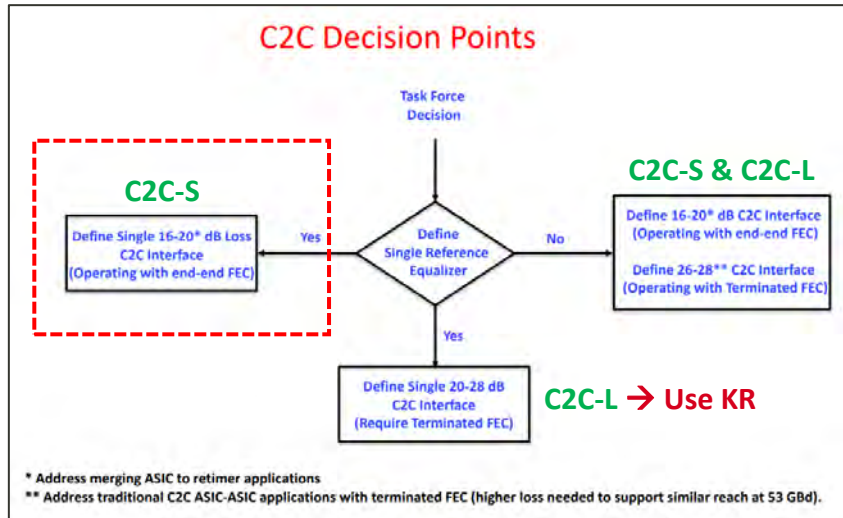 C2C Decision Points
Task Force
Decision
C2C-S
Define Single 16-20* dB Loss
C2C Interface
(Operating with end-end FEC)
Yes
Define
Single Reference
Equalizer
No
C2C-S & C2C-L
Define 16-20* dB C2C Interface
(Operating with end-end FEC)
Define 26-28** C2C Interface
(Operating with Terminated FEC)
Yes
Define Single 20-28 dB
C2C Interface
(Require Terminated FEC)
C2C-L → Use KR
* Address merging ASIC to retimer applications
** Address traditional C2C ASIC-ASIC applications with terminated FEC (higher loss needed to support similar reach at 53 GBd).